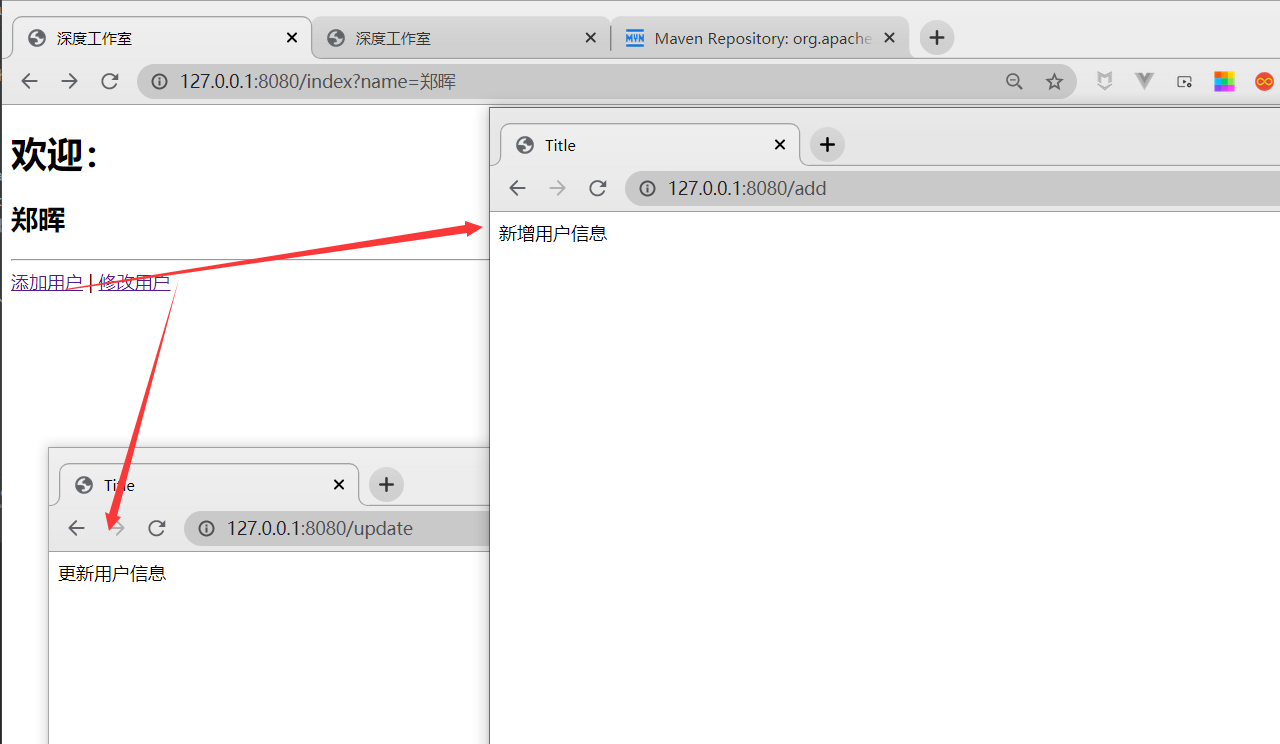 深度工作室
深度工作室
Maven Repository: org.apache
127.0.0.1:8080/index?name=郑晖
欢迎：
郑晖
添加用户 | 修改用户
Title
127.0.0.1:8080/add
新增用户信息
Title
127.0.0.1:8080/update
更新用户信息